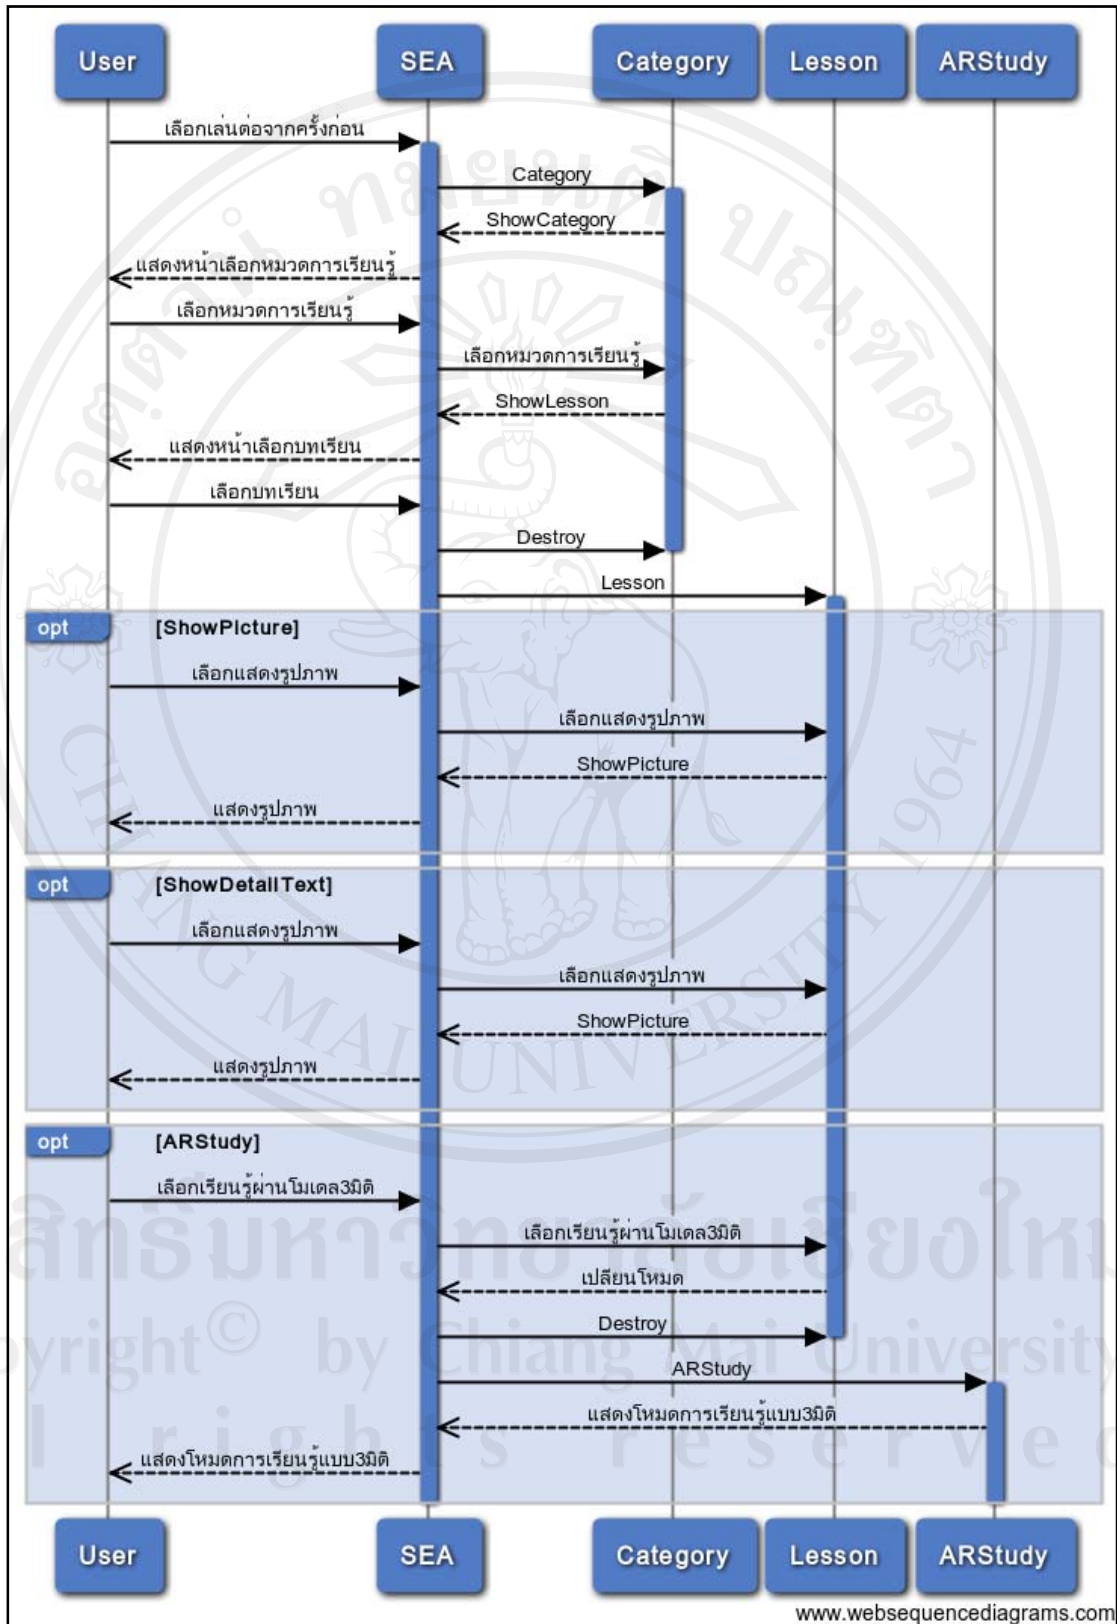 User SEA Category Lesson ARStudy
เลือกเล่นต่อจากครั้งก่อน
Category
ShowCategory
แสดงหน้าเลือกหมวดการเรียนรู้
เลือกหมวดการเรียนรู้
เลือกหมวดการเรียนรู้
ShowLesson
แสดงหน้าเลือกบทเรียน
เลือกบทเรียน
Destroy
Lesson
opt [ShowPicture]
เลือกแสดงรูปภาพ
เลือกแสดงรูปภาพ
ShowPicture
แสดงรูปภาพ
opt [ShowDetailText]
เลือกแสดงรูปภาพ
เลือกแสดงรูปภาพ
ShowPicture
แสดงรูปภาพ
opt [ARStudy]
เลือกเรียนรู้ผ่านโมเดล3มิติ
เลือกเรียนรู้ผ่านโมเดล3มิติ
เปลียนโหมด
Destroy
ARStudy
แสดงโหมดการเรียนรู้แบบ3มิติ
แสดงโหมดการเรียนรู้แบบ3มิติ
User SEA Category Lesson ARStudy
www.websequencediagrams.com
CHIANG MAI UNIVERSITY 1964
by Chiang Mai University
rights reserved